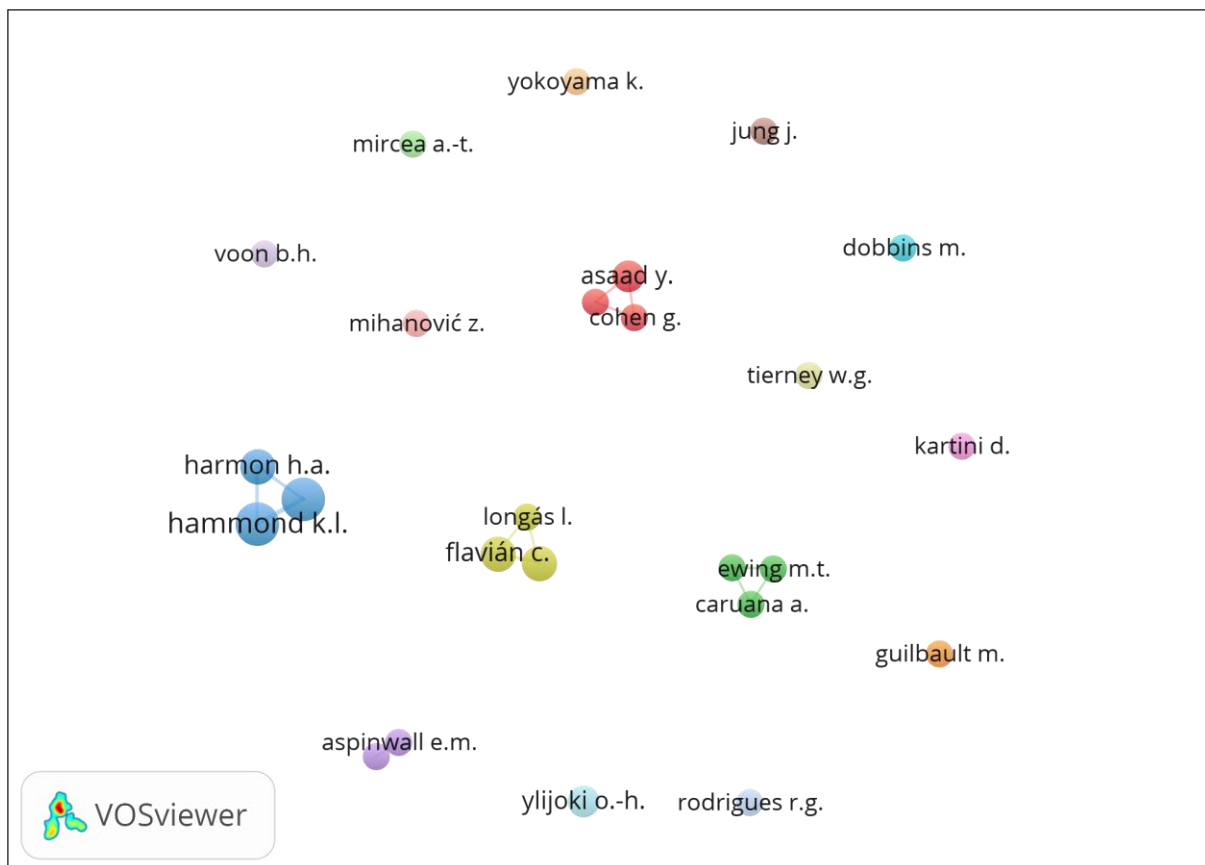 yokoyama k.
jung j.
mircea a.-t.
voon b.h.
dobbins m.
asaad y.
cohen g.
mihanović z.
tierney w.g.
kartini d.
harmon h.a.
hammond k.l.
longás l.
flavián c.
ewing m.t.
caruana a.
guilbault m.
aspinwall e.m.
ylijoki o.-h.
rodrigues r.g.
VOSviewer